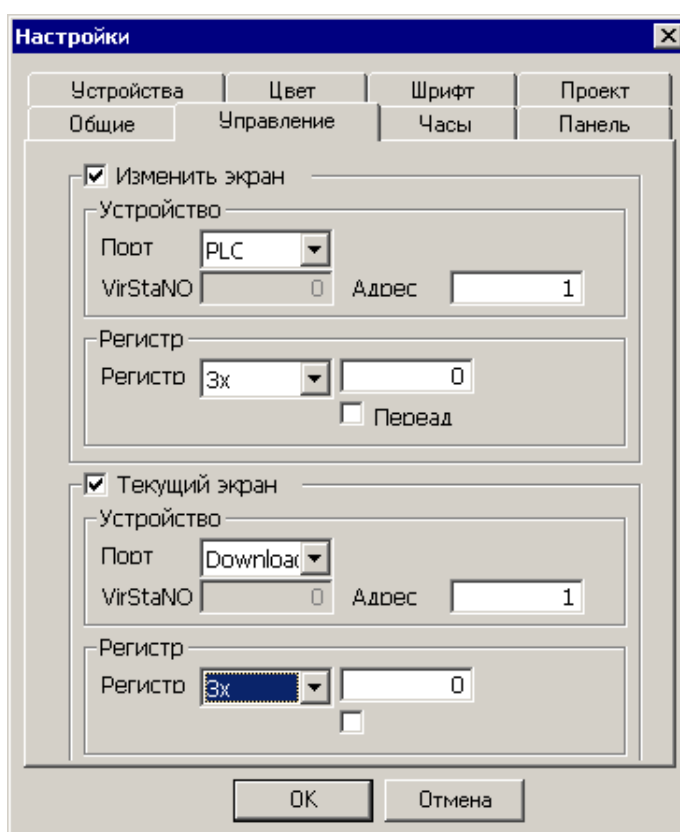 Настройки
Устройства Цвет Шрифт Проект
Общие Управление Часы Панель
Изменить экран
Устройство
Порт PLC
VirStaNO 0 Адрес 1
Регистр
Регистр 3x 0
Переад
Текущий экран
Устройство
Порт Downloa
VirStaNO 0 Адрес 1
Регистр
Регистр 3x 0
OK Отмена